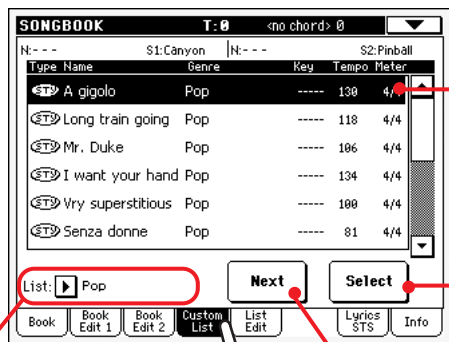 SONGBOOK T:0 <no chord> 0
N:--- S1:Canyon N:--- S2:Pinball
Type Name Genre Key Tempo Meter
STY A gigolo Pop ----- 130 4/4
STY Long train going Pop ----- 118 4/4
STY Mr. Duke Pop ----- 106 4/4
STY I want your hand Pop ----- 134 4/4
STY Vry superstitious Pop ----- 100 4/4
STY Senza donne Pop ----- 81 4/4
List: Pop Next Select
Book Book Edit 1 Book Edit 2 Custom List List Edit Lyrics STS Info